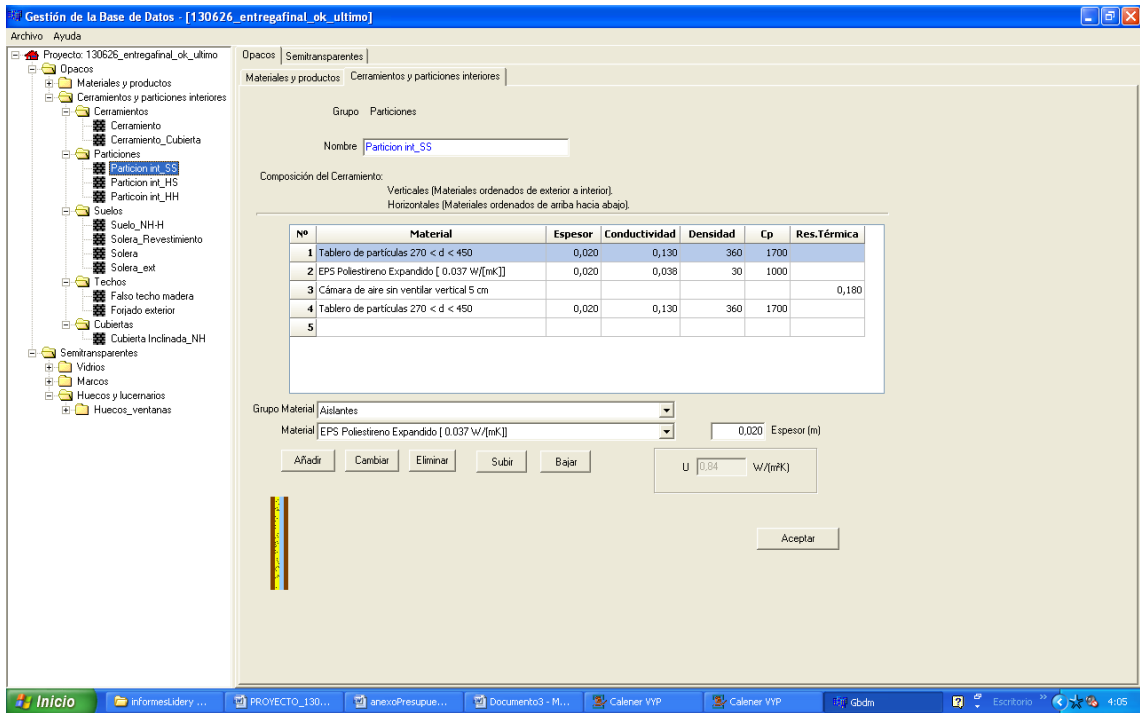 Gestión de la Base de Datos - [130626_entregafinal_ok_ultimo]
Archivo Ayuda
Proyecto: 130626_entregafinal_ok_ultimo
Opacos
Materiales y productos
Cerramientos y particiones interiores
Cerramientos
Cerramiento
Cerramiento_Cubierta
Particiones
Particion int_SS
Particion int_HS
Particoin int_HH
Suelos
Suelo_NH-H
Solera_Revestimiento
Solera
Solera_ext
Techos
Falso techo madera
Forjado exterior
Cubiertas
Cubierta Inclinada_NH
Semitransparentes
Vidrios
Marcos
Huecos y lucernarios
Huecos_ventanas
Opacos Semitransparentes
Materiales y productos Cerramientos y particiones interiores
Grupo Particiones
Nombre Particion int_SS
Composición del Cerramiento:
Verticales (Materiales ordenados de exterior a interior).
Horizontales (Materiales ordenados de arriba hacia abajo).
Nº Material Espesor Conductividad Densidad Cp Res.Térmica
1 Tablero de partículas 270 < d < 450 0,020 0,130 360 1700
2 EPS Poliestireno Expandido [ 0.037 W/[mK]] 0,020 0,038 30 1000
3 Cámara de aire sin ventilar vertical 5 cm 0,180
4 Tablero de partículas 270 < d < 450 0,020 0,130 360 1700
5
Grupo Material Aislantes
Material EPS Poliestireno Expandido [ 0.037 W/[mK]] 0,020 Espesor (m)
Añadir Cambiar Eliminar Subir Bajar U 0,84 W/(m²K)
Aceptar
Inicio informesLidery ... PROYECTO_130... anexoPresupue... Documento3 - M... Calener VYP Calener VYP Gbdm Escritorio » 4:05